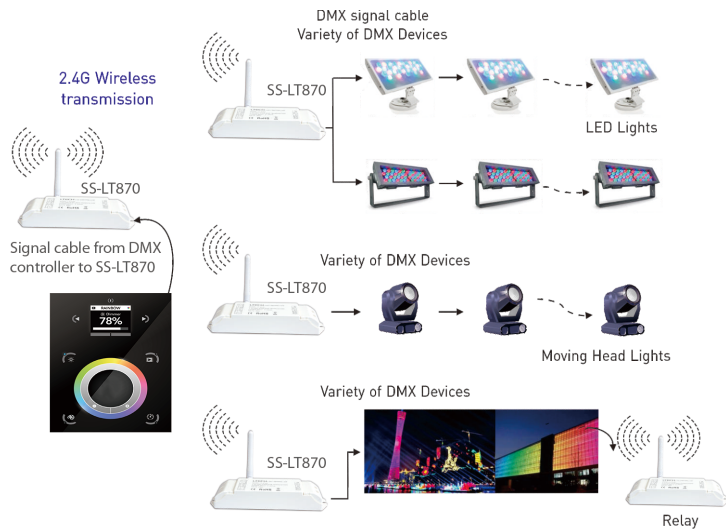 DMX signal cable
Variety of DMX Devices
2.4G Wireless
transmission
SS-LT870
LED Lights
SS-LT870
Signal cable from DMX
controller to SS-LT870
Variety of DMX Devices
SS-LT870
RAINBOW
Dimmer
78%
Moving Head Lights
Variety of DMX Devices
SS-LT870
Relay